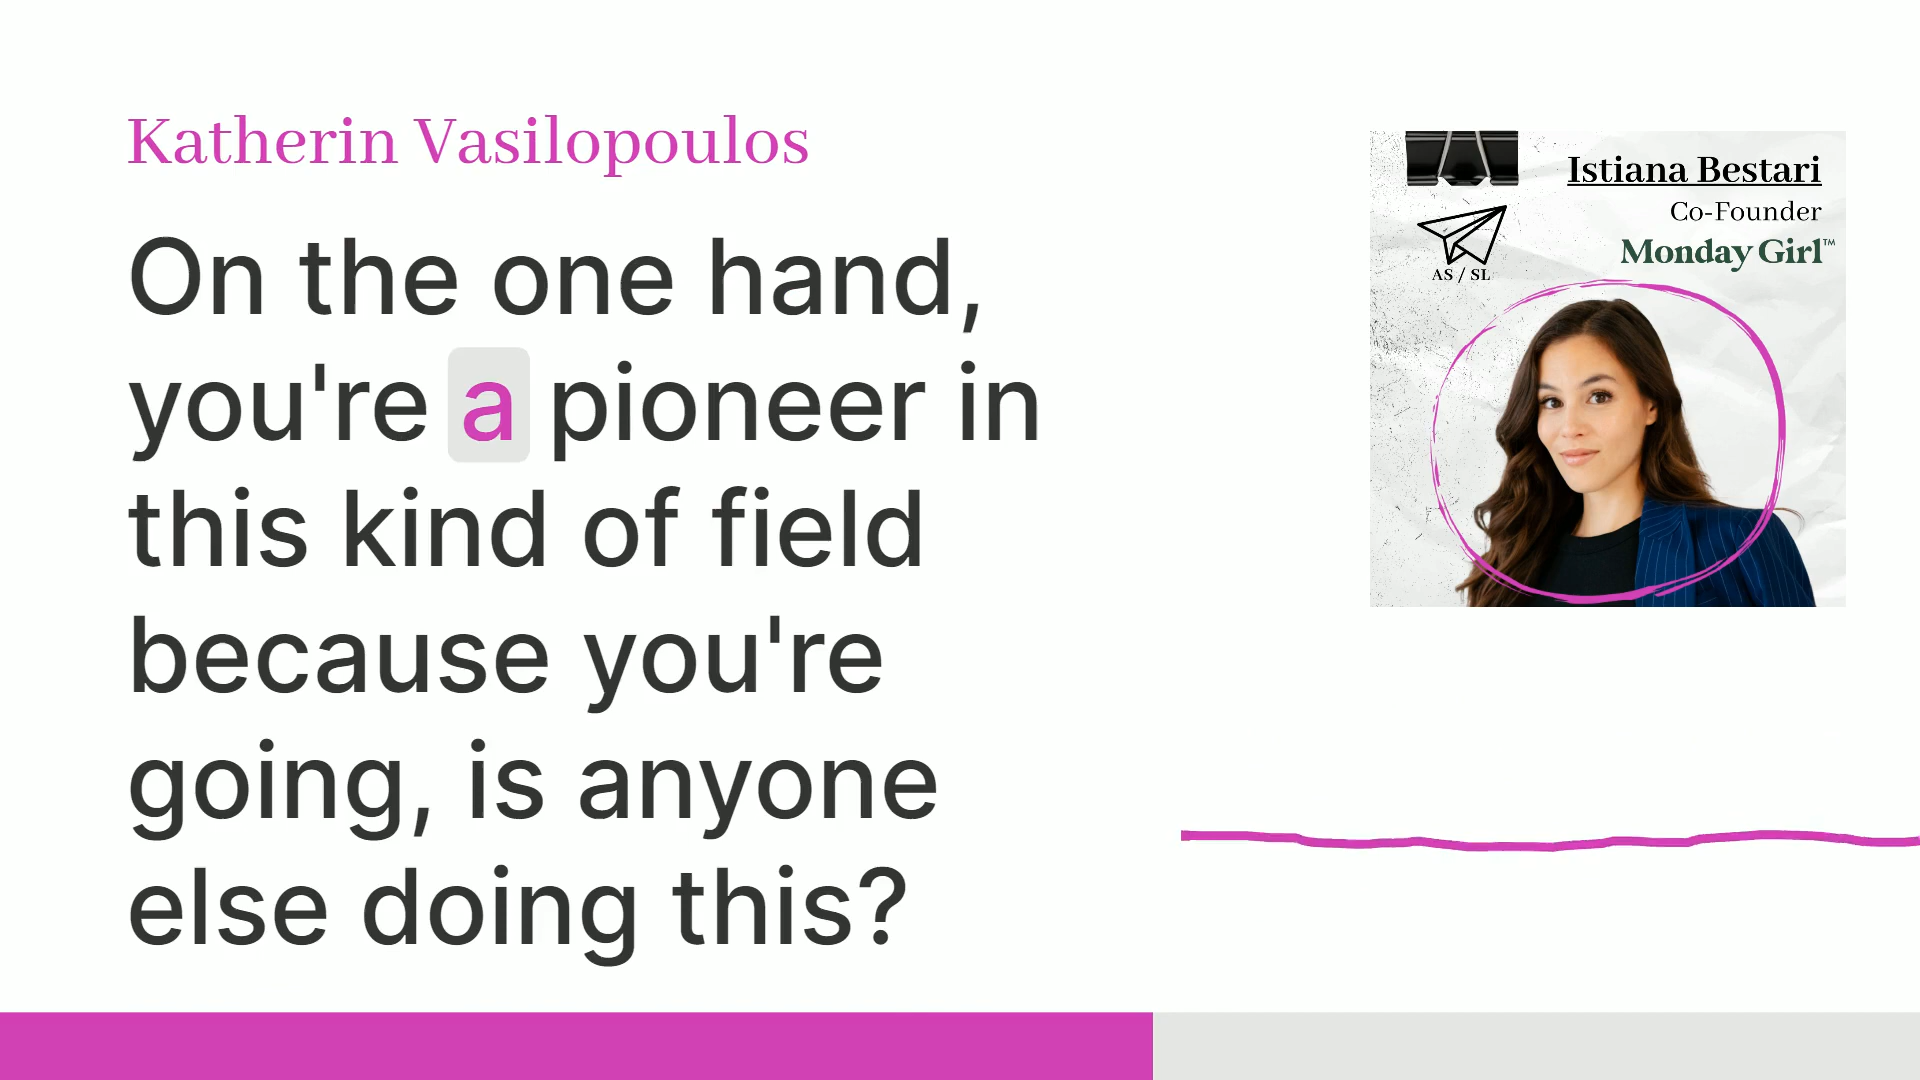 Katherin Vasilopoulos
On the one hand,
you're a pioneer in
this kind of field
because you're
going, is anyone
else doing this?
Istiana Bestari
Co-Founder
Monday Girl™
AS / SL